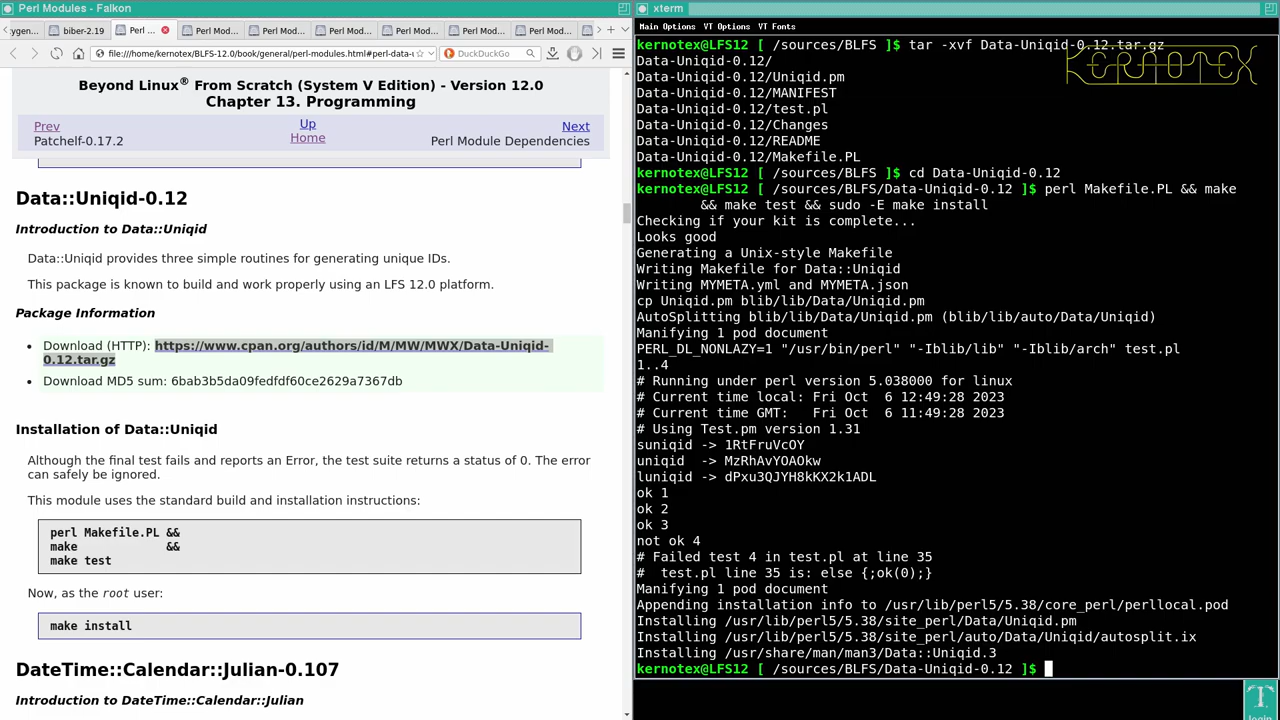 Perl Modules - Falkon
ygen...
biber-2.19
Perl ...
Perl Mod...
Perl Mod...
Perl Mod...
Perl Mod...
Perl Mod...
file:///home/kernotex/BLFS-12.0/book/general/perl-modules.html#perl-data-u
DuckDuckGo
Beyond Linux® From Scratch (System V Edition) - Version 12.0
Chapter 13. Programming
Prev
Up
Next
Patchelf-0.17.2
Home
Perl Module Dependencies
Data::Uniqid-0.12
Introduction to Data::Uniqid
Data::Uniqid provides three simple routines for generating unique IDs.
This package is known to build and work properly using an LFS 12.0 platform.
Package Information
• Download (HTTP): https://www.cpan.org/authors/id/M/MW/MWX/Data-Uniqid-
0.12.tar.gz
• Download MD5 sum: 6bab3b5da09fedfdf60ce2629a7367db
Installation of Data::Uniqid
Although the final test fails and reports an Error, the test suite returns a status of 0. The error
can safely be ignored.
This module uses the standard build and installation instructions:
perl Makefile.PL &&
make             &&
make test
Now, as the root user:
make install
DateTime::Calendar::Julian-0.107
Introduction to DateTime::Calendar::Julian
xterm
Main Options  VT Options  VT Fonts
kernotex@LFS12 [ /sources/BLFS ]$ tar -xvf Data-Uniqid-0.12.tar.gz
KERNOTEX
Data-Uniqid-0.12/
Data-Uniqid-0.12/Uniqid.pm
Data-Uniqid-0.12/MANIFEST
Data-Uniqid-0.12/test.pl
Data-Uniqid-0.12/Changes
Data-Uniqid-0.12/README
Data-Uniqid-0.12/Makefile.PL
kernotex@LFS12 [ /sources/BLFS ]$ cd Data-Uniqid-0.12
kernotex@LFS12 [ /sources/BLFS/Data-Uniqid-0.12 ]$ perl Makefile.PL && make
&& make test && sudo -E make install
Checking if your kit is complete...
Looks good
Generating a Unix-style Makefile
Writing Makefile for Data::Uniqid
Writing MYMETA.yml and MYMETA.json
cp Uniqid.pm blib/lib/Data/Uniqid.pm
AutoSplitting blib/lib/Data/Uniqid.pm (blib/lib/auto/Data/Uniqid)
Manifying 1 pod document
PERL_DL_NONLAZY=1 "/usr/bin/perl" "-Iblib/lib" "-Iblib/arch" test.pl
1..4
# Running under perl version 5.038000 for linux
# Current time local: Fri Oct  6 12:49:28 2023
# Current time GMT:   Fri Oct  6 11:49:28 2023
# Using Test.pm version 1.31
suniqid -> 1RtFruVcOY
uniqid  -> MzRhAvYOAOkw
luniqid -> dPxu3QJYH8kKX2k1ADL
ok 1
ok 2
ok 3
not ok 4
# Failed test 4 in test.pl at line 35
#  test.pl line 35 is: else {;ok(0);}
Manifying 1 pod document
Appending installation info to /usr/lib/perl5/5.38/core_perl/perllocal.pod
Installing /usr/lib/perl5/5.38/site_perl/Data/Uniqid.pm
Installing /usr/lib/perl5/5.38/site_perl/auto/Data/Uniqid/autosplit.ix
Installing /usr/share/man/man3/Data::Uniqid.3
kernotex@LFS12 [ /sources/BLFS/Data-Uniqid-0.12 ]$
login